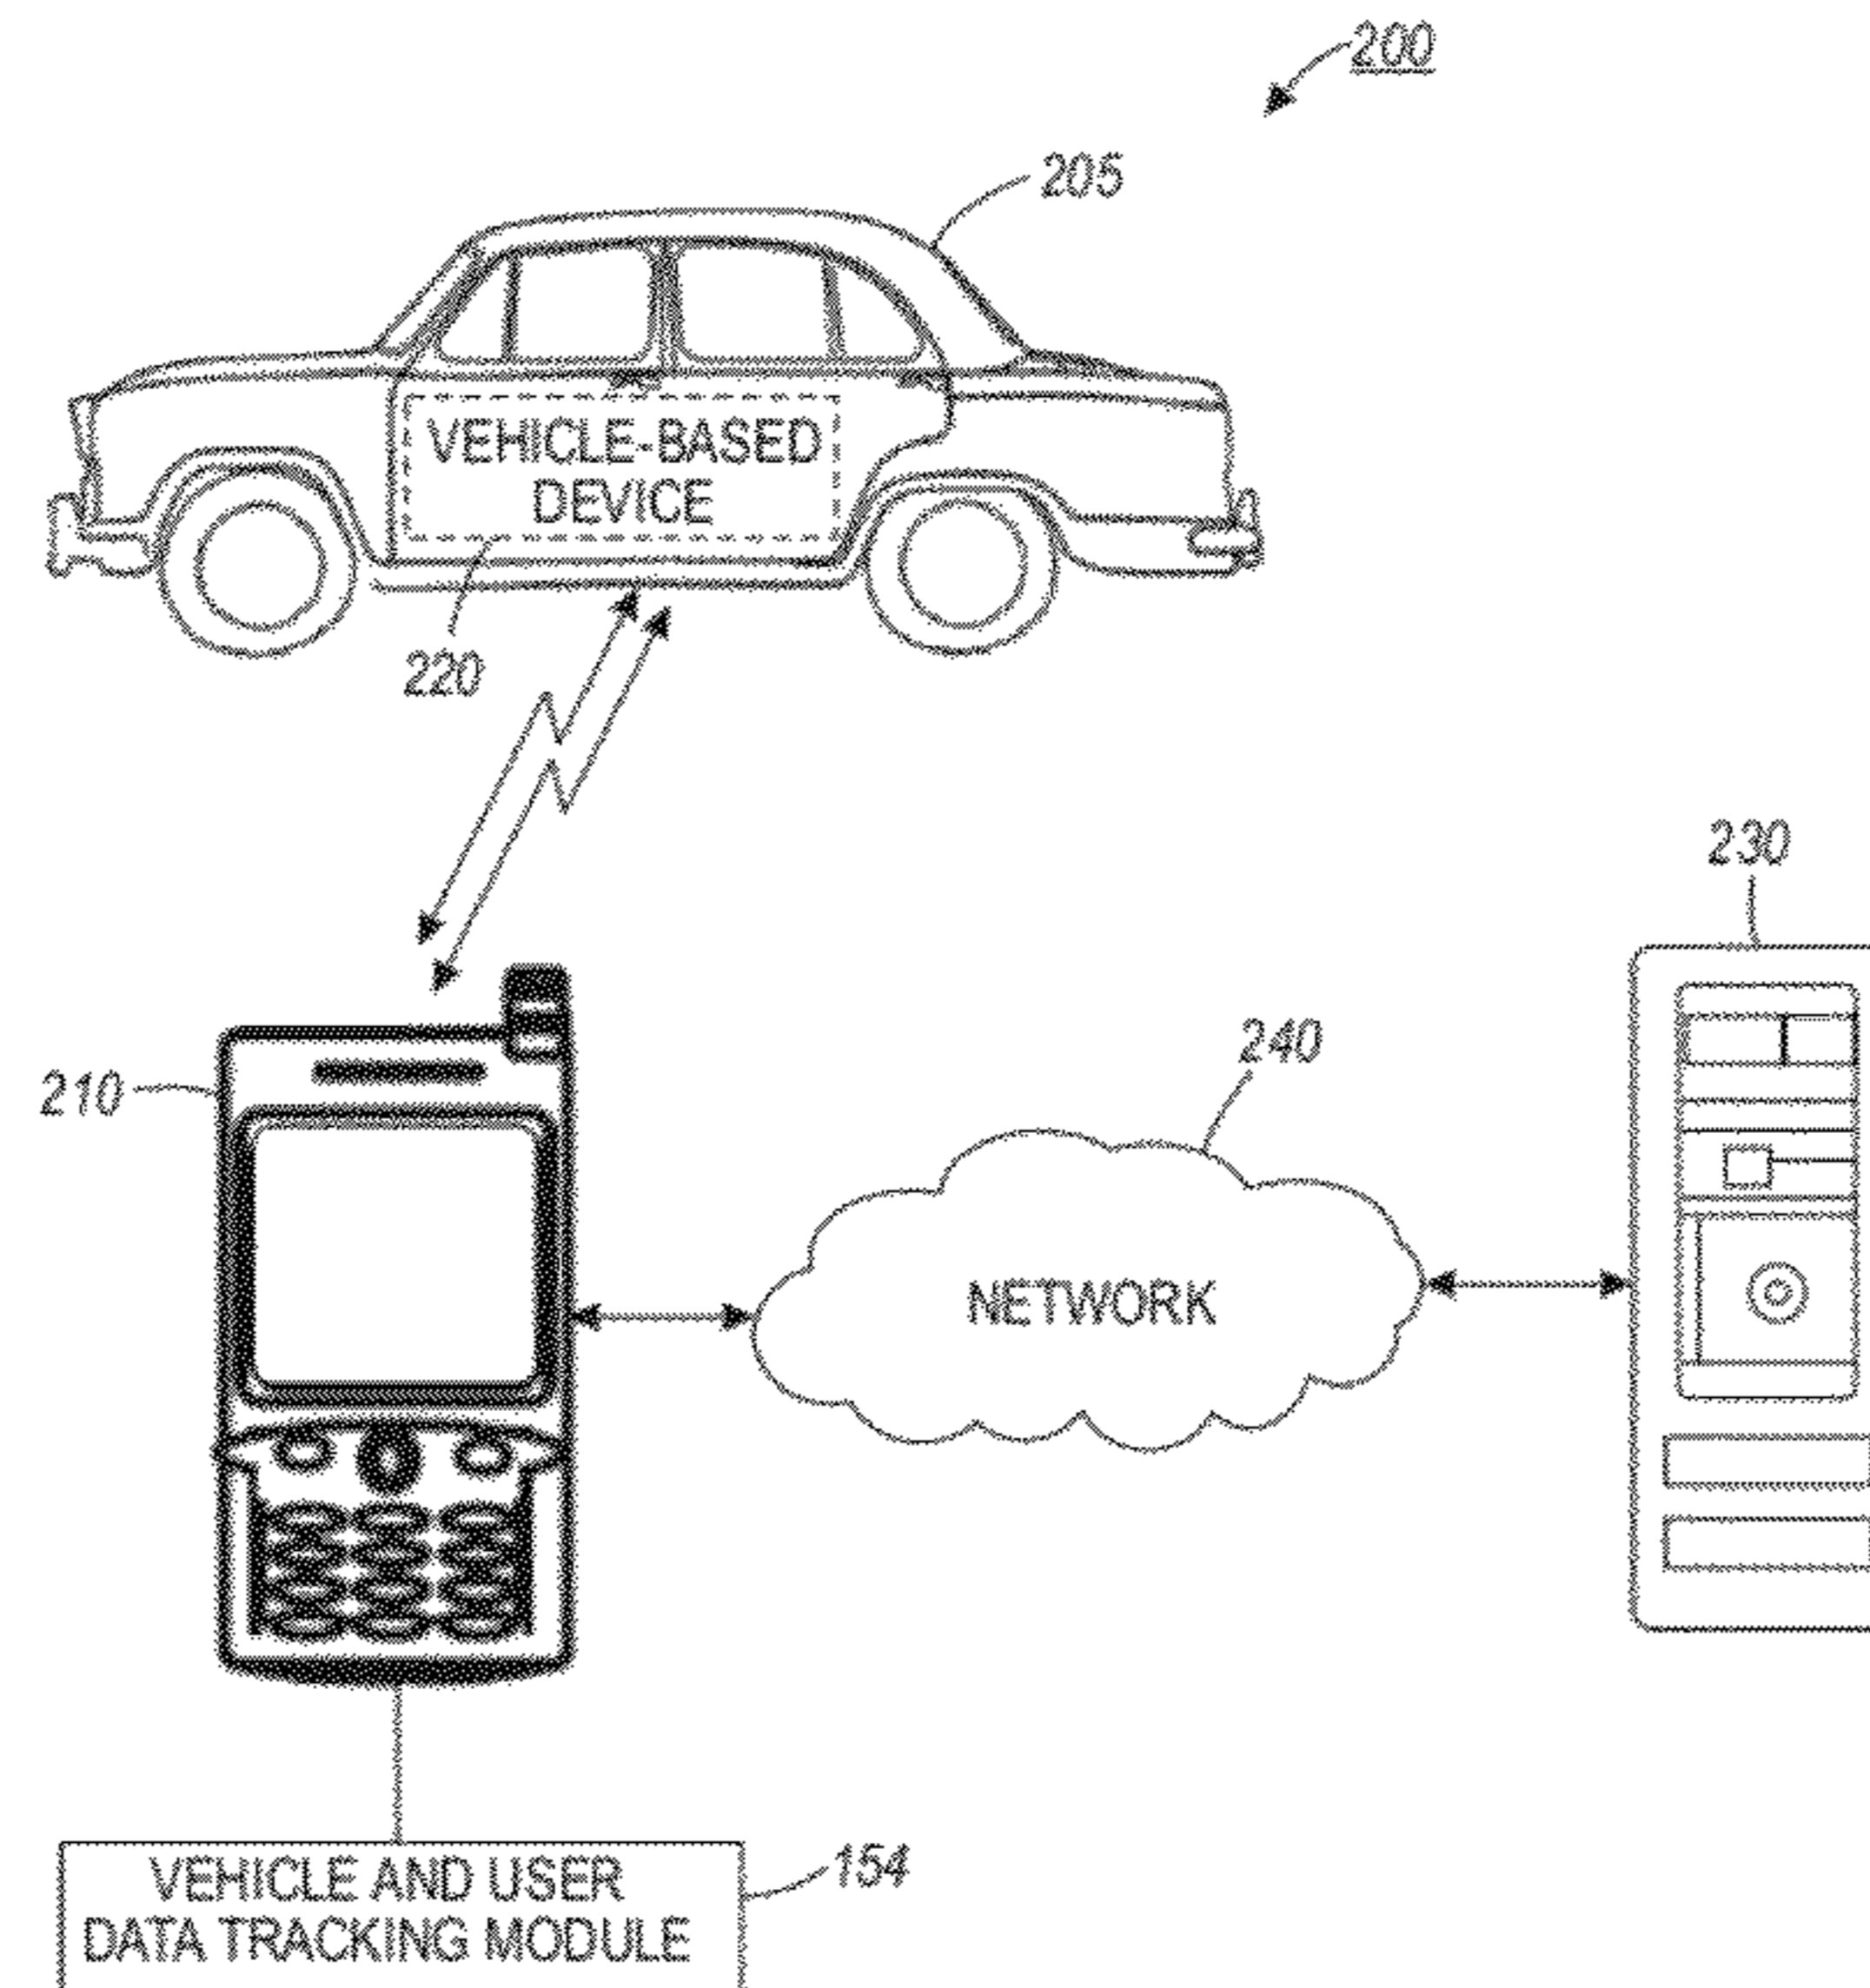 200
205
VEHICLE-BASED
DEVICE
220
230
240
210
NETWORK
154
VEHICLE AND USER
DATA TRACKING MODULE